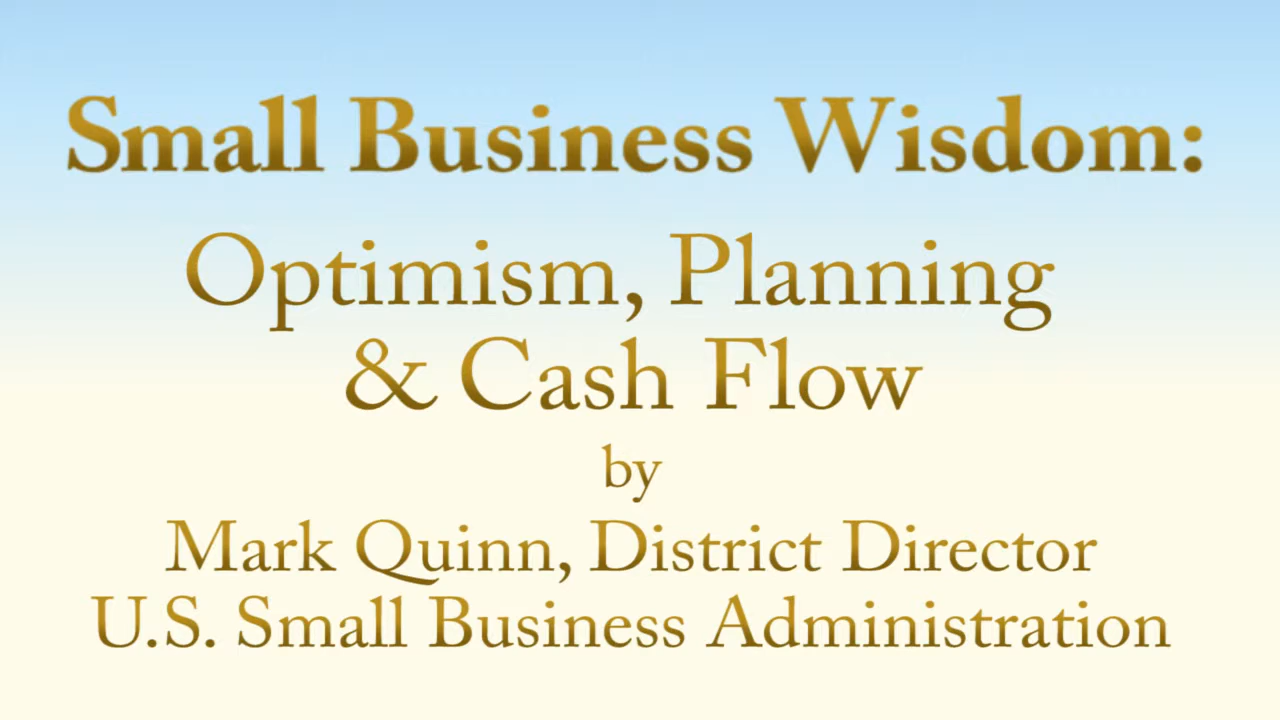 Small Business Wisdom:
Optimism, Planning
& Cash Flow
by
Mark Quinn, District Director
U.S. Small Business Administration